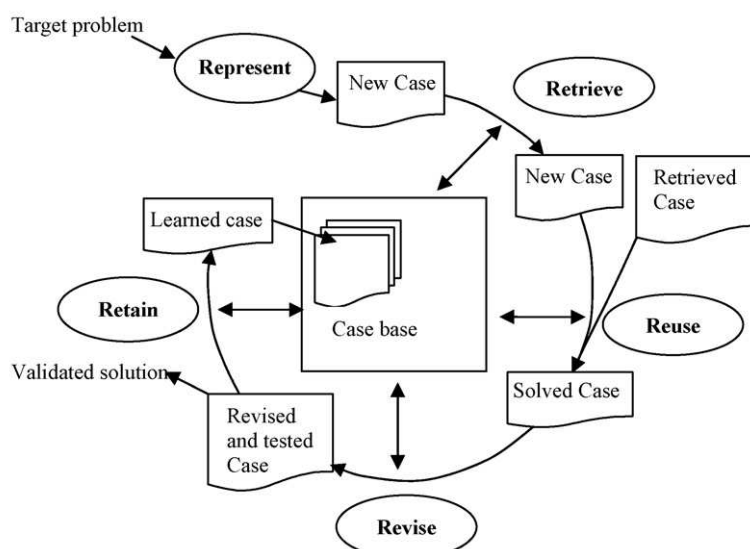 Target problem
Represent
New Case
Retrieve
New Case
Retrieved
Case
Learned case
Case base
Retain
Reuse
Validated solution
Solved Case
Revised
and tested
Case
Revise